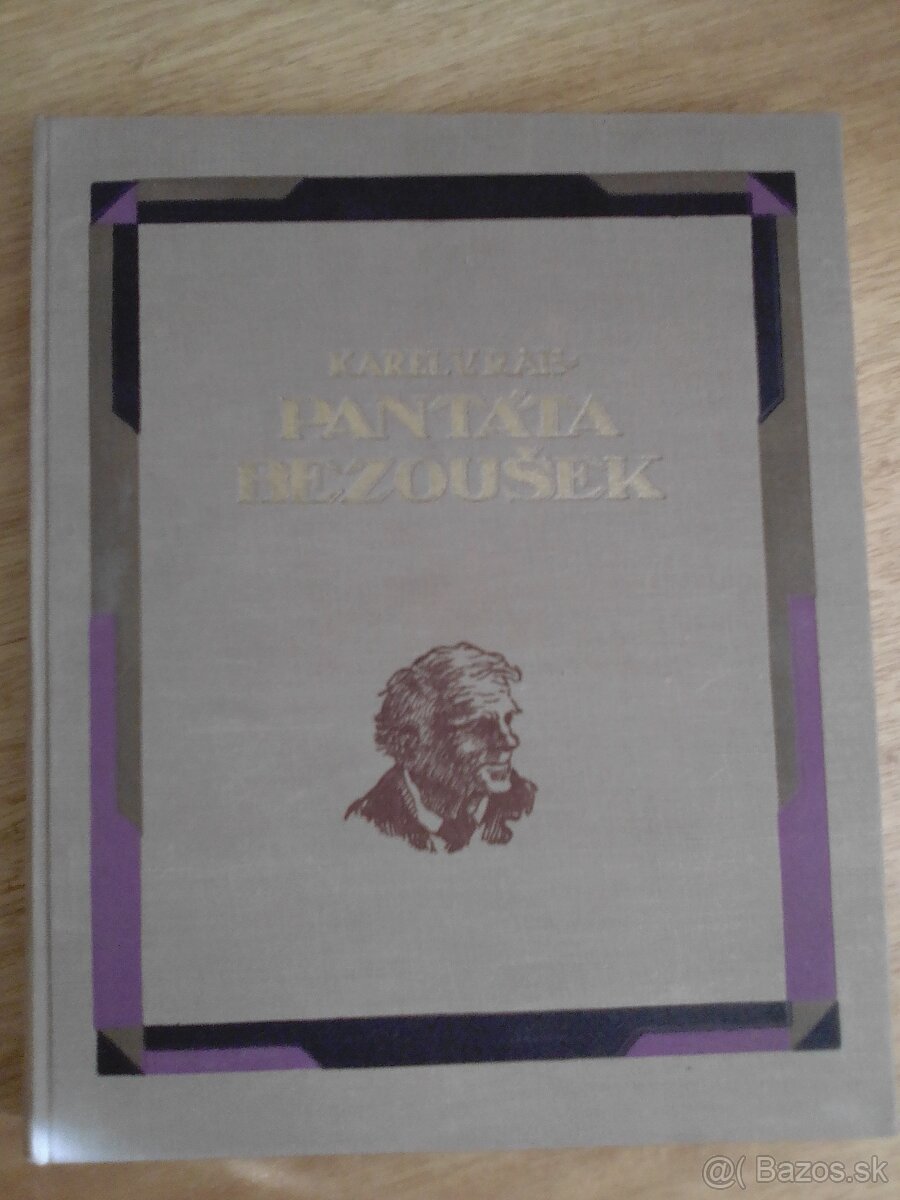 KAREL V. RAIS-
PANTÁTA
BEZOUŠEK
@( Bazos.sk